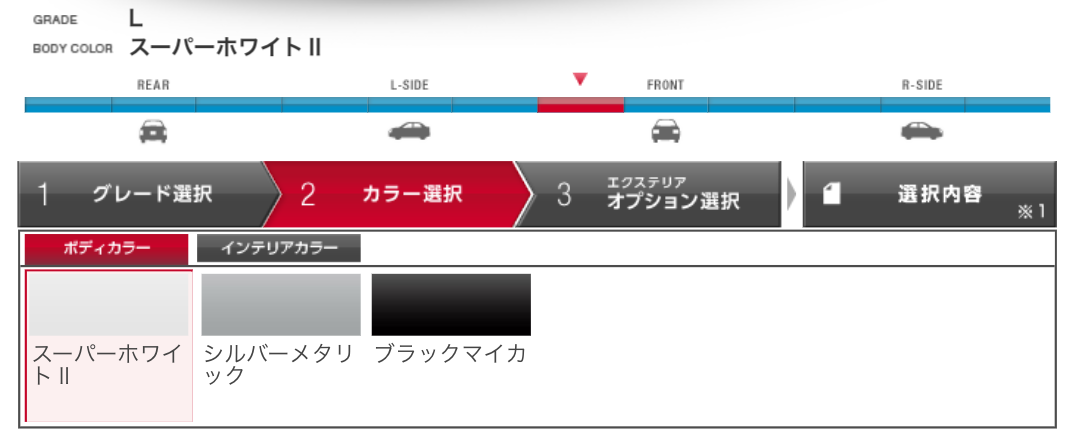 GRADE L
BODY COLOR スーパーホワイトⅡ
REAR L-SIDE FRONT R-SIDE
1 グレード選択
2 カラー選択
3 エクステリア
オプション選択
選択内容
※1
ボディカラー インテリアカラー
スーパーホワイ
トⅡ
シルバーメタリ
ック
ブラックマイカ